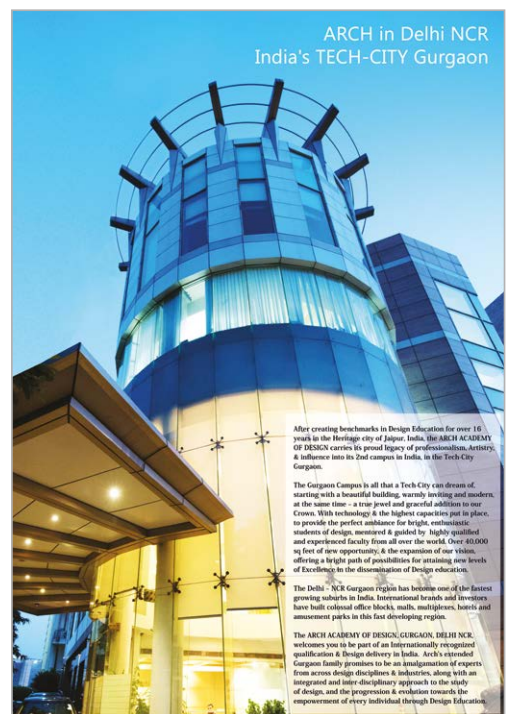 ARCH in Delhi NCR
India's TECH-CITY Gurgaon
After creating benchmarks in Design Education for over 16
years in the Heritage city of Jaipur, India, the ARCH ACADEMY
OF DESIGN carries its proud legacy of professionalism, Artistry,
& influence into its 2nd campus in India, in the Tech City
Gurgaon.
The Gurgaon Campus is all that a Tech City can dream of,
starting with a beautiful building, warmly inviting and modern,
at the same time – a true jewel and graceful addition to our
Crown. With technology & the highest capacities put in place,
to provide the perfect ambiance for bright, enthusiastic
students of design, mentored & guided by highly qualified
and experienced faculty from all over the world. Over 40,000
sq feet of new opportunity, & the expansion of our vision,
offering a bright path of possibilities for attaining new levels
of Excellence in the dissemination of Design education.
The Delhi – NCR Gurgaon region has become one of the fastest
growing suburbs in India. International brands and investors
have built colossal office blocks, malls, multiplexes, hotels and
amusement parks in this fast developing region.
The ARCH ACADEMY OF DESIGN, GURGAON, DELHI NCR,
welcomes you to be part of an Internationally recognized
qualification & Design delivery in India. Arch's extended
Gurgaon family promises to be an amalgamation of experts
from across design disciplines & industries, along with an
integrated and inter-disciplinary approach to the study
of design, and the progression & evolution towards the
empowerment of every individual through Design Education.